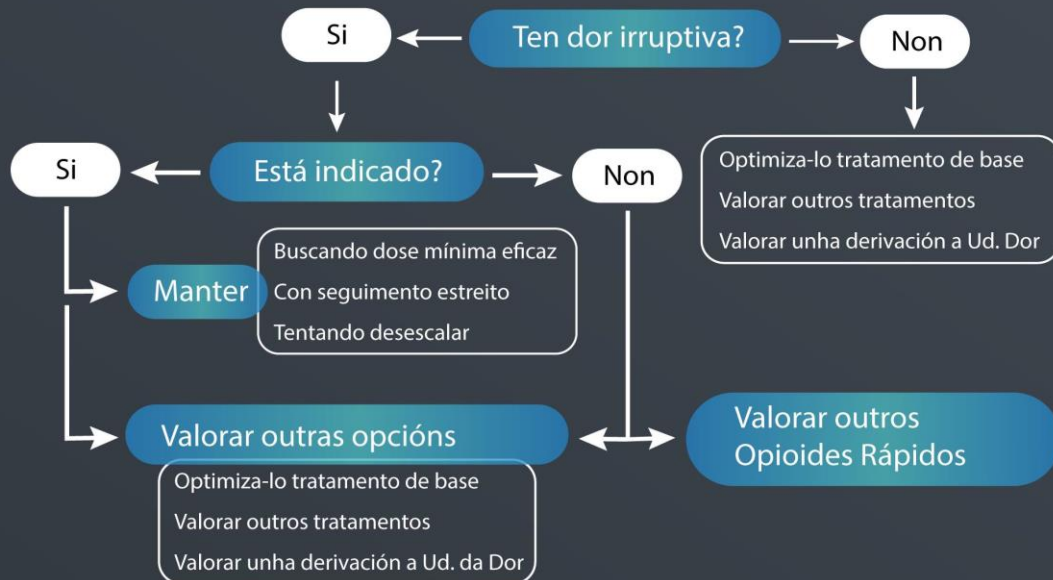 Ten dor irruptiva?
Si
Non
Optimiza-lo tratamento de base
Valorar outros tratamentos
Valorar unha derivación a Ud. Dor
Está indicado?
Si
Non
Manter
Buscando dose mínima eficaz
Con seguimento estreito
Tentando desescalar
Valorar outras opcións
Optimiza-lo tratamento de base
Valorar outros tratamentos
Valorar unha derivación a Ud. da Dor
Valorar outros
Opioides Rápidos